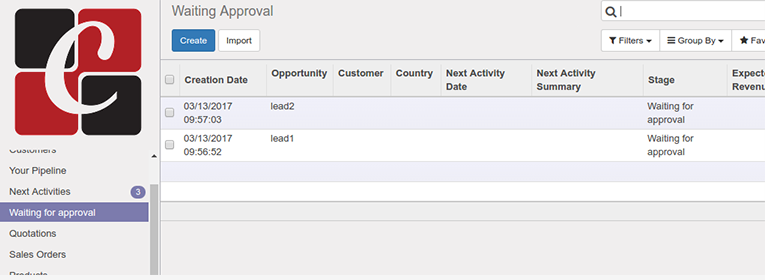 Waiting Approval
Create Import
Filters Group By Fav
Creation Date Opportunity Customer Country Next Activity Date Next Activity Summary Stage Expecte Revenu
03/13/2017 09:57:03 lead2 Waiting for approval
03/13/2017 09:56:52 lead1 Waiting for approval
C
Customers
Your Pipeline
Next Activities 3
Waiting for approval
Quotations
Sales Orders
Products